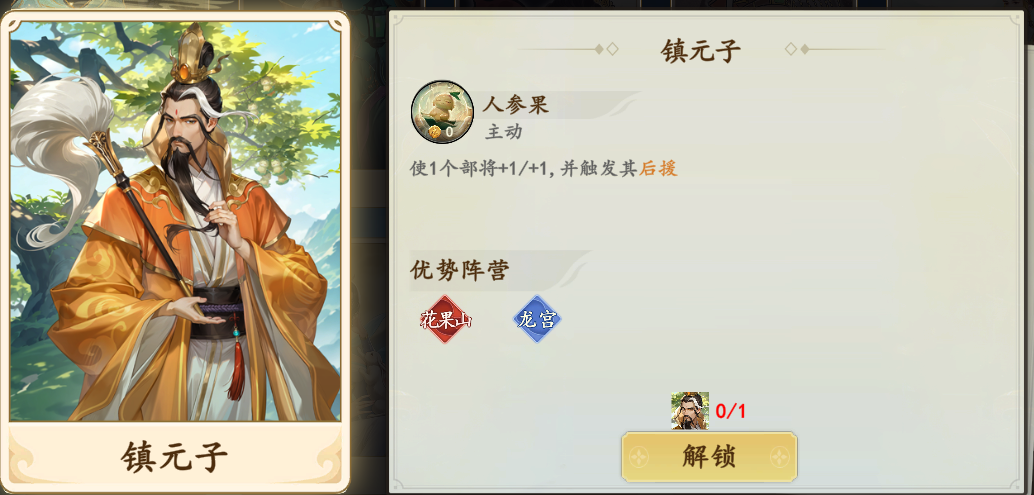 镇元子
镇元子
人参果
0
主动
使1个部将+1/+1,并触发其后援
优势阵营
花果山
龙宫
0/1
解锁